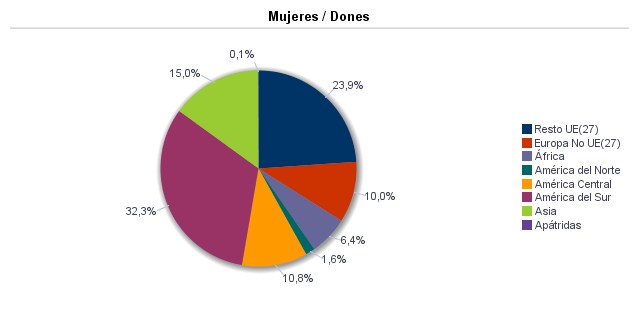 Mujeres / Dones
0,1%
15,0%
23,9%
32,3%
10,0%
6,4%
1,6%
10,8%
Resto UE(27)
Europa No UE(27)
África
América del Norte
América Central
América del Sur
Asia
Apátridas